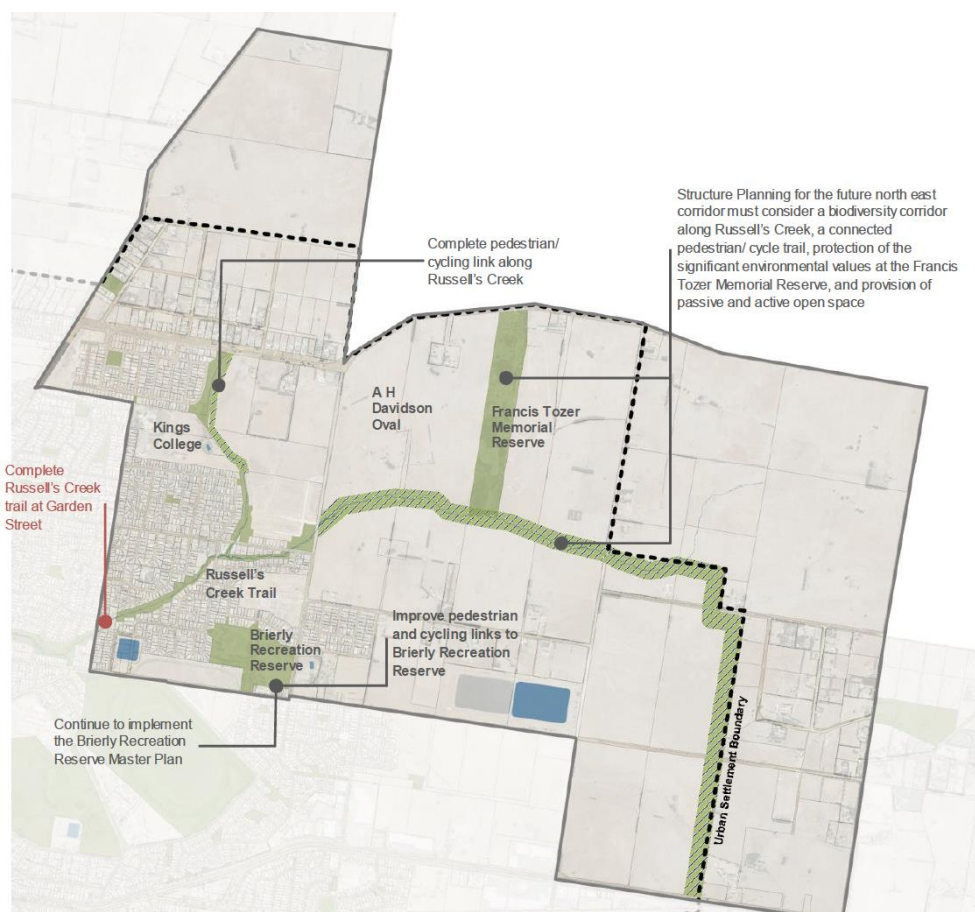 Structure Planning for the future north east
corridor must consider a biodiversity corridor
along Russell's Creek, a connected
pedestrian/ cycle trail, protection of the
significant environmental values at the Francis
Tozer Memorial Reserve, and provision of
passive and active open space
Complete pedestrian/
cycling link along
Russell's Creek
A H
Davidson
Oval
Francis Tozer
Memorial
Reserve
Kings
College
Complete
Russell's Creek
trail at Garden
Street
Russell's
Creek Trail
Improve pedestrian
and cycling links to
Brierly Recreation
Reserve
Brierly
Recreation
Reserve
Continue to implement
the Brierly Recreation
Reserve Master Plan
Urban Settlement Boundary